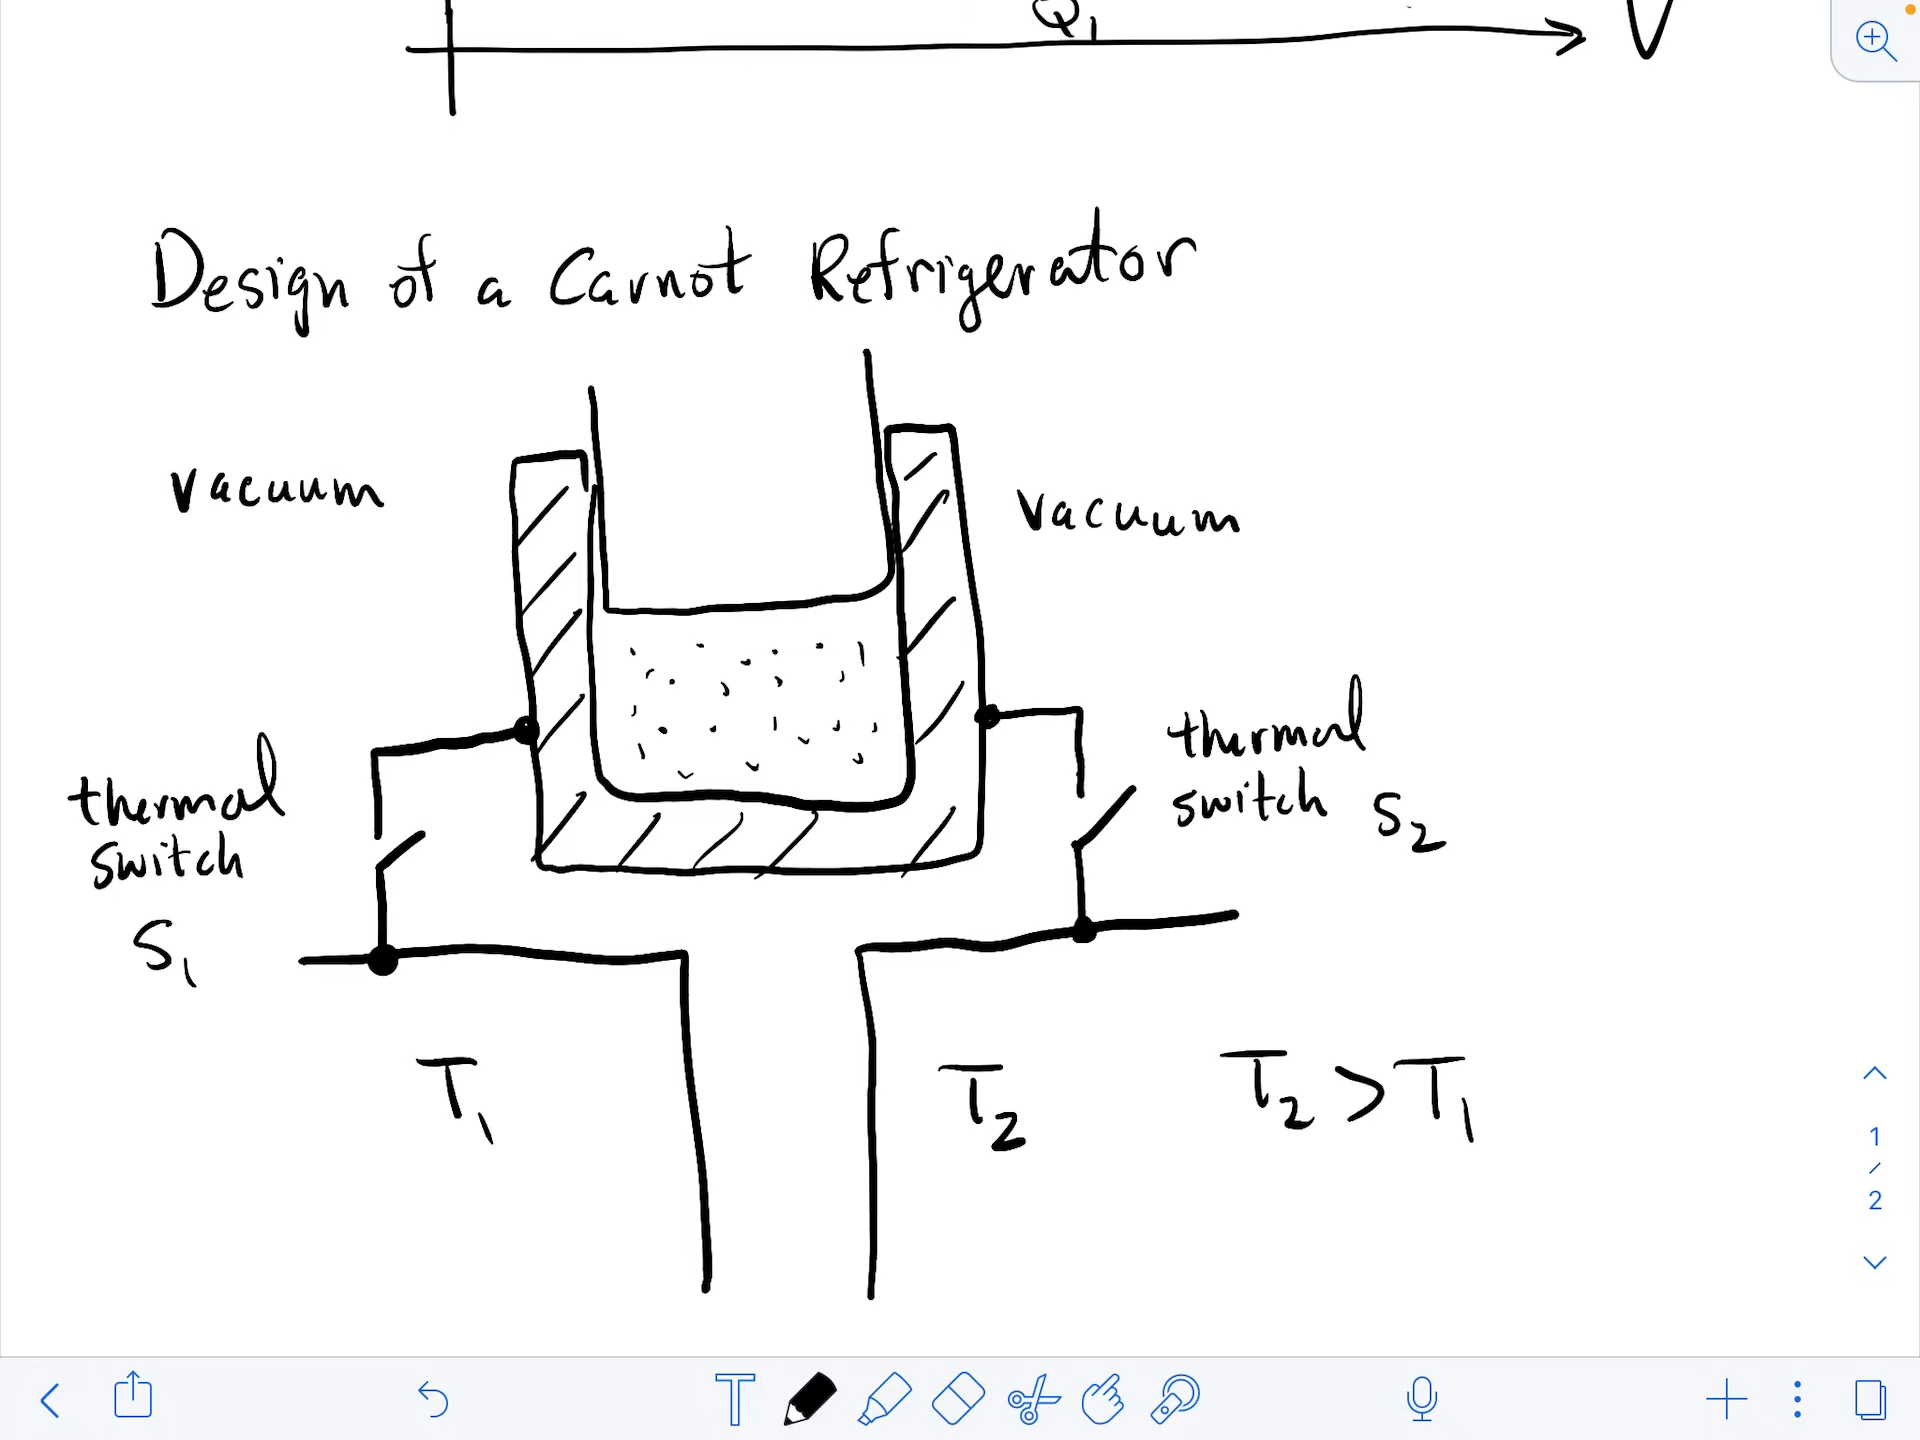 Q1
V
Design of a Carnot Refrigerator
vacuum
vacuum
thermal
switch
S1
thermal
switch S2
T1
T2
T2 > T1
1
/
2
T